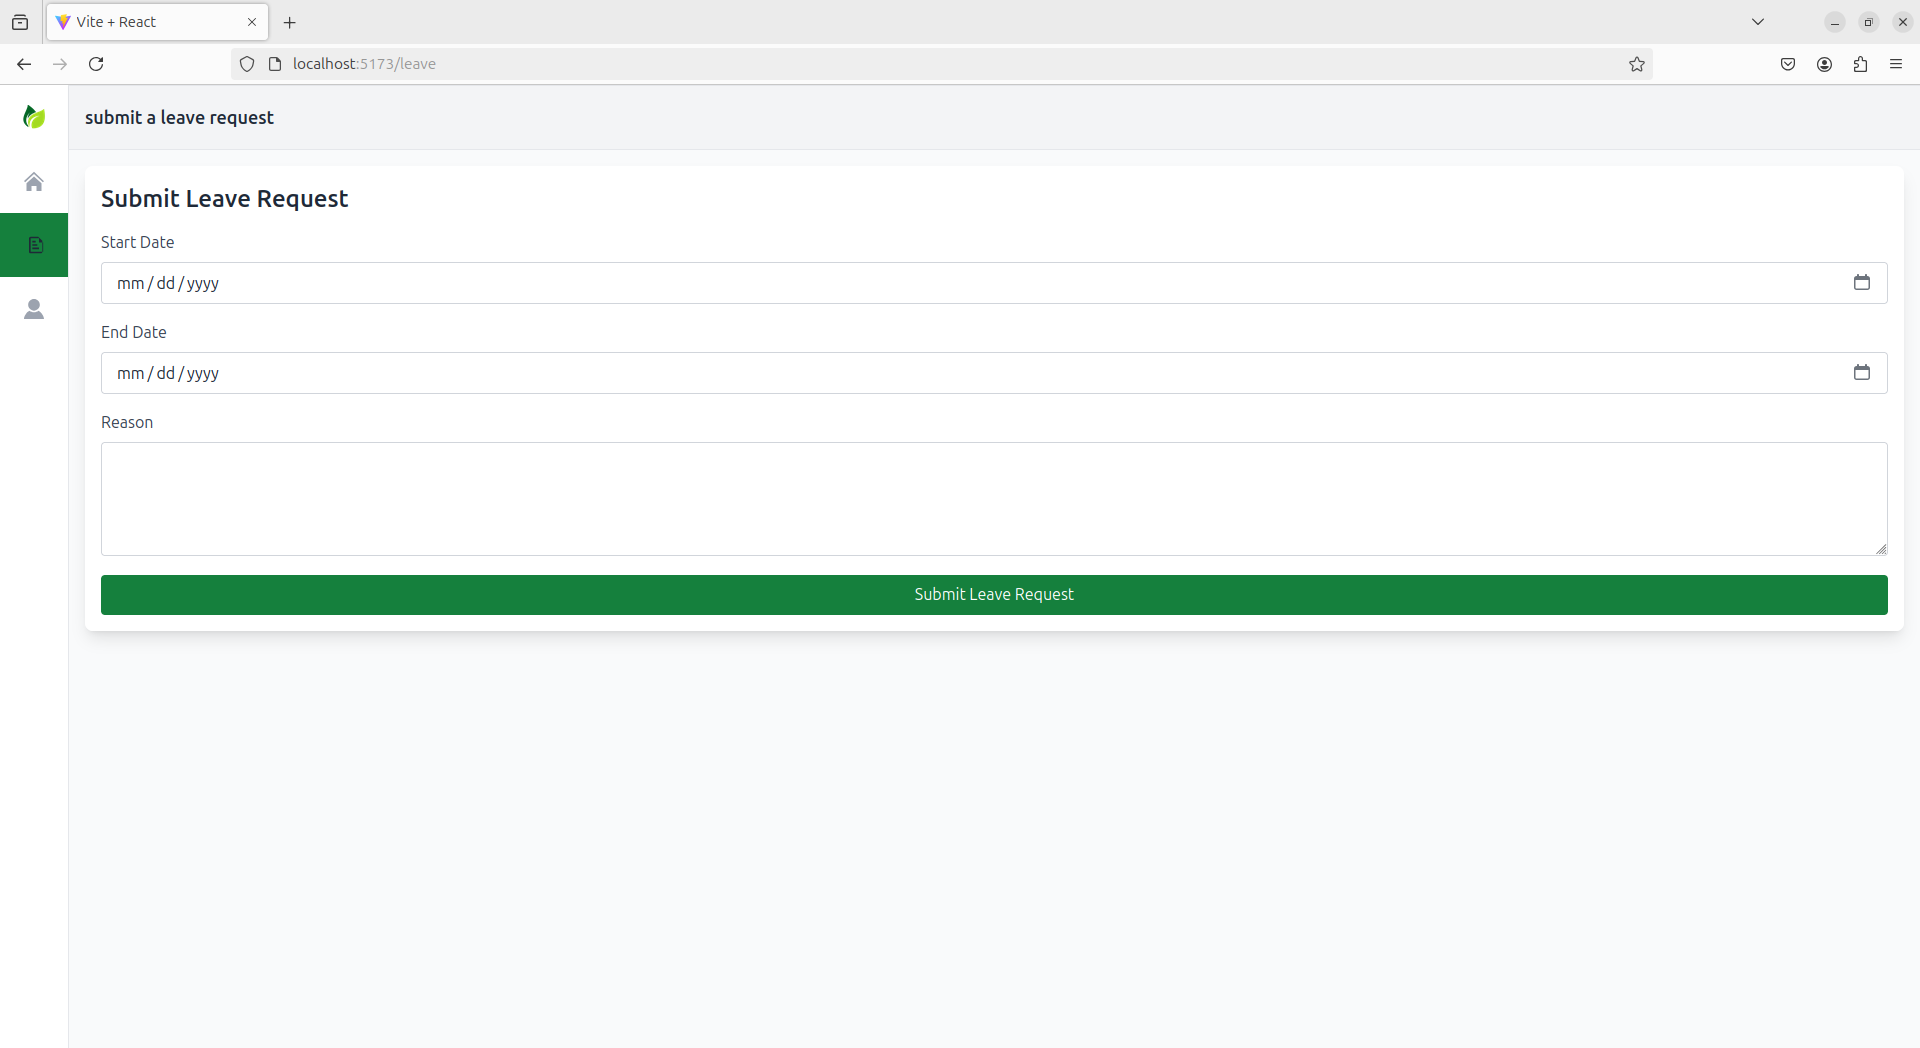 Vite + React
localhost:5173/leave
submit a leave request
Submit Leave Request
Start Date
mm/dd/yyyy
End Date
mm/dd/yyyy
Reason
Submit Leave Request